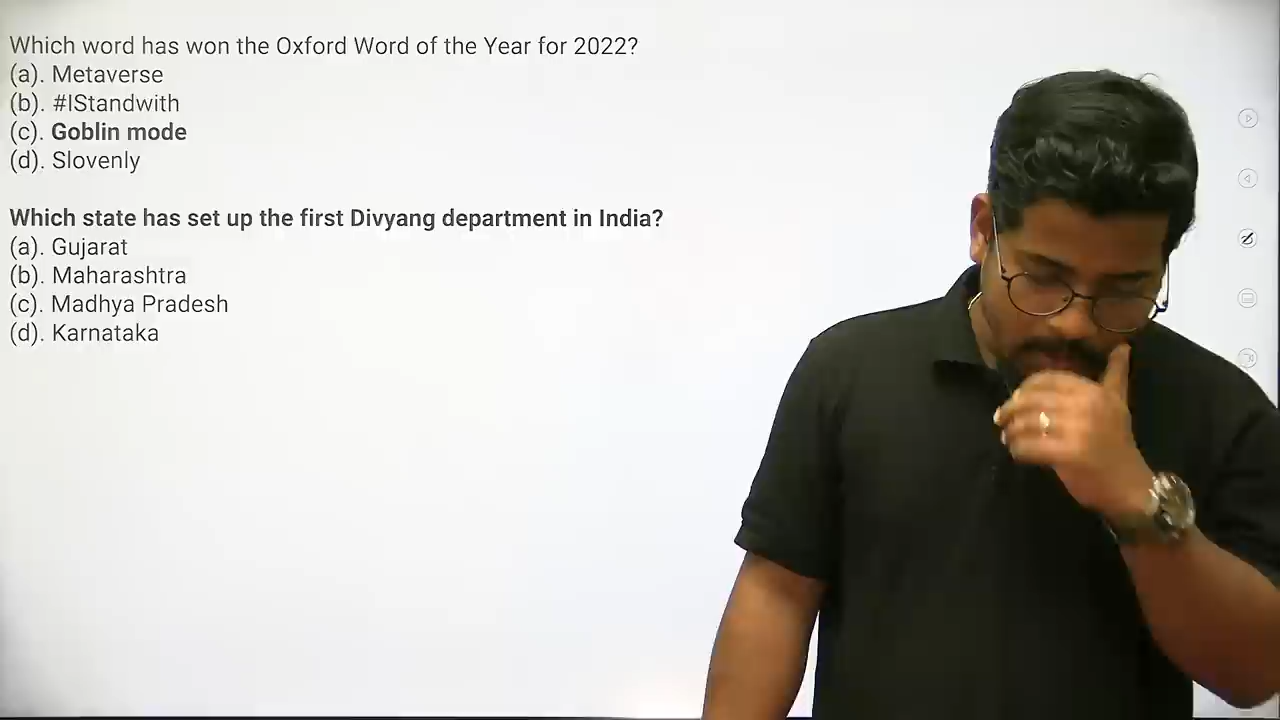 Which word has won the Oxford Word of the Year for 2022?
(a). Metaverse
(b). #IStandwith
(c). Goblin mode
(d). Slovenly
Which state has set up the first Divyang department in India?
(a). Gujarat
(b). Maharashtra
(c). Madhya Pradesh
(d). Karnataka